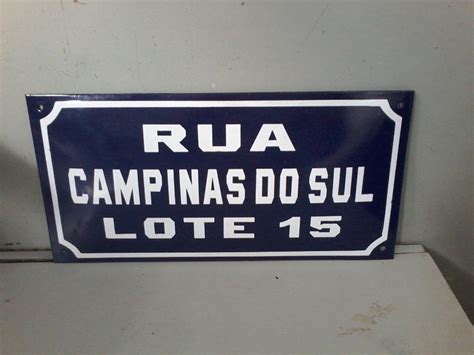 RUA
CAMPINAS DO SUL
LOTE 15